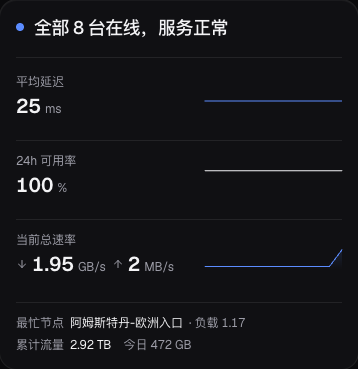 全部 8 台在线，服务正常
平均延迟
25 ms
24h 可用率
100 %
当前总速率
↓ 1.95 GB/s ↑ 2 MB/s
最忙节点 阿姆斯特丹-欧洲入口 · 负载 1.17
累计流量 2.92 TB 今日 472 GB